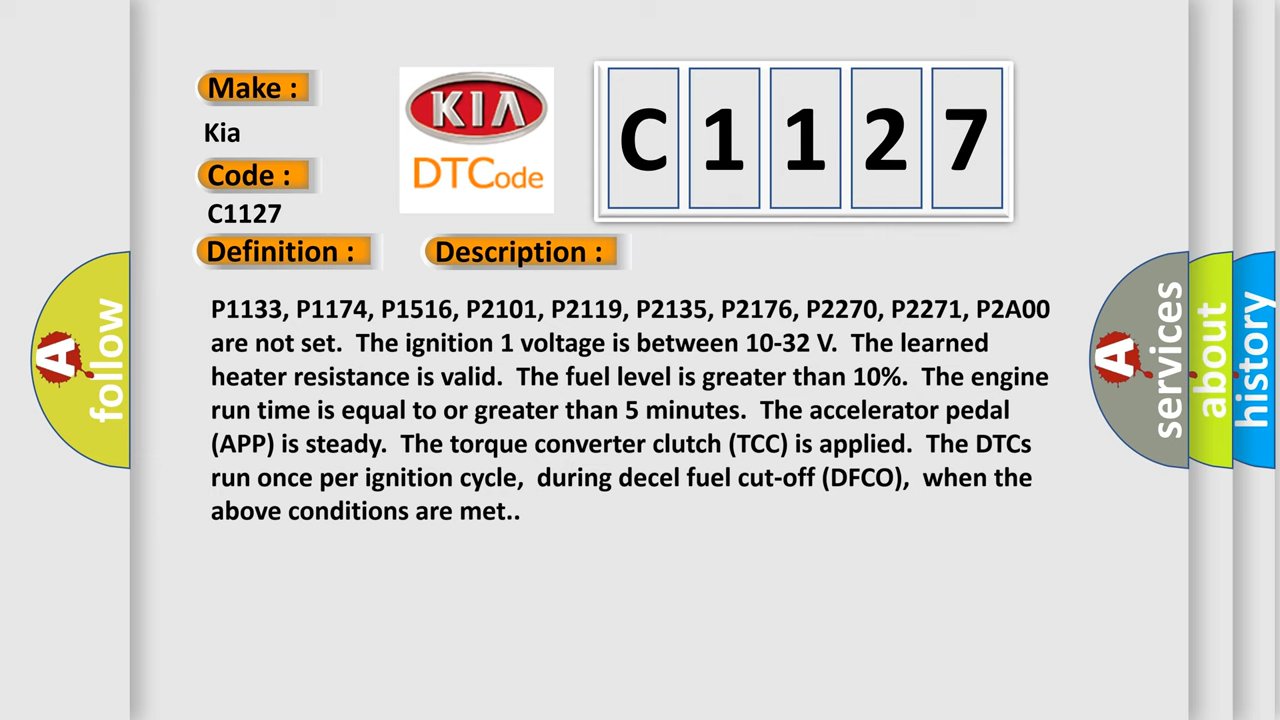 Make :
Kia
Code :
C1127
Definition :
Description :
KIA
DTCode
C 1 1 2 7
P1133, P1174, P1516, P2101, P2119, P2135, P2176, P2270, P2271, P2A00
are not set.  The ignition 1 voltage is between 10-32 V.  The learned
heater resistance is valid.  The fuel level is greater than 10%.  The engine
run time is equal to or greater than 5 minutes.  The accelerator pedal
(APP) is steady.  The torque converter clutch (TCC) is applied.  The DTCs
run once per ignition cycle,  during decel fuel cut-off (DFCO),  when the
above conditions are met..
A
follow
A
services
about
history